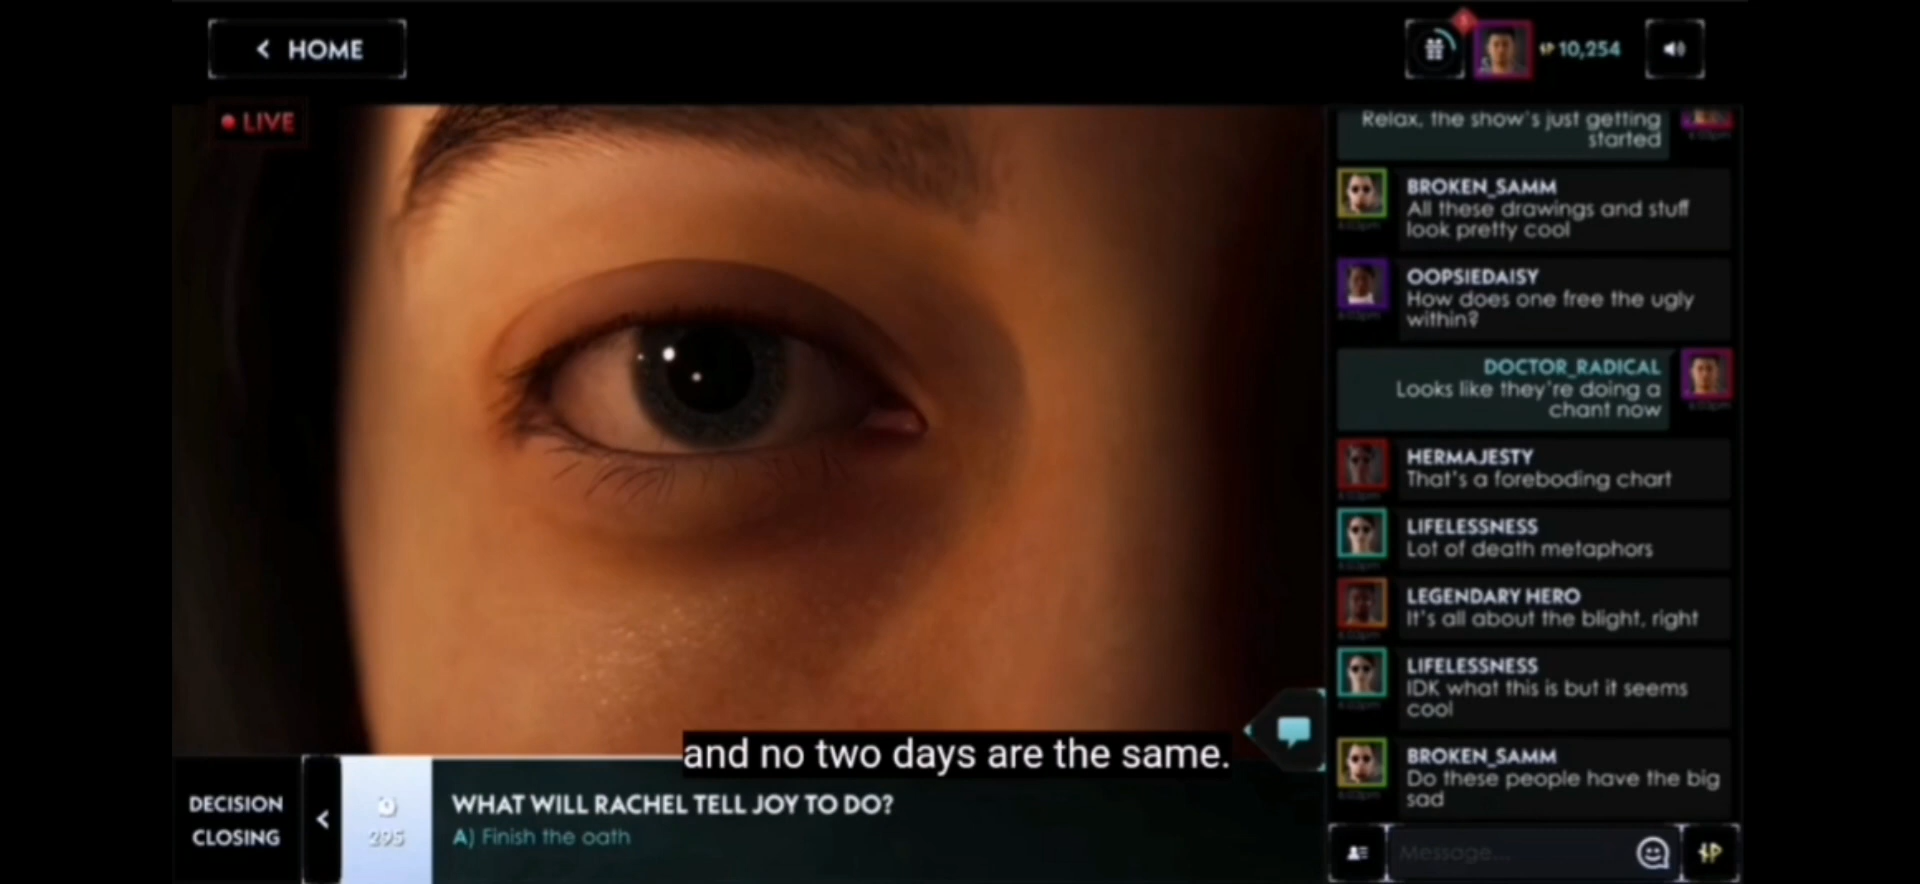 HOME
10,254
LIVE
Relax, the show's just getting
started
BROKEN_SAMM
All these drawings and stuff
look pretty cool
OOPSIEDAISY
How does one free the ugly
within?
DOCTOR_RADICAL
Looks like they're doing a
chant now
HERMAJESTY
That's a foreboding chart
LIFELESSNESS
Lot of death metaphors
LEGENDARY HERO
It's all about the blight, right
LIFELESSNESS
IDK what this is but it seems
cool
BROKEN_SAMM
Do these people have the big
sad
Message...
and no two days are the same.
DECISION
CLOSING
295
WHAT WILL RACHEL TELL JOY TO DO?
A) Finish the oath